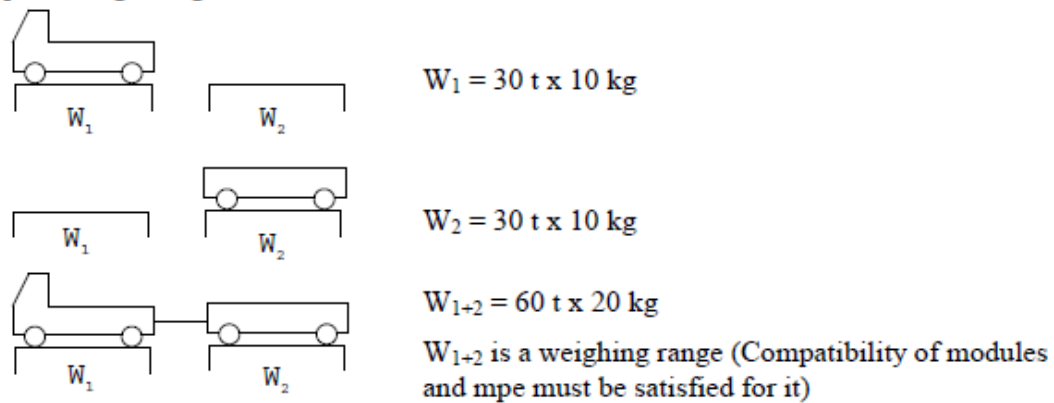 W₁ = 30 t x 10 kg
W₁ W₂
W₂ = 30 t x 10 kg
W₁ W₂
W₁₊₂ = 60 t x 20 kg
W₁₊₂ is a weighing range (Compatibility of modules
and mpe must be satisfied for it)
W₁ W₂